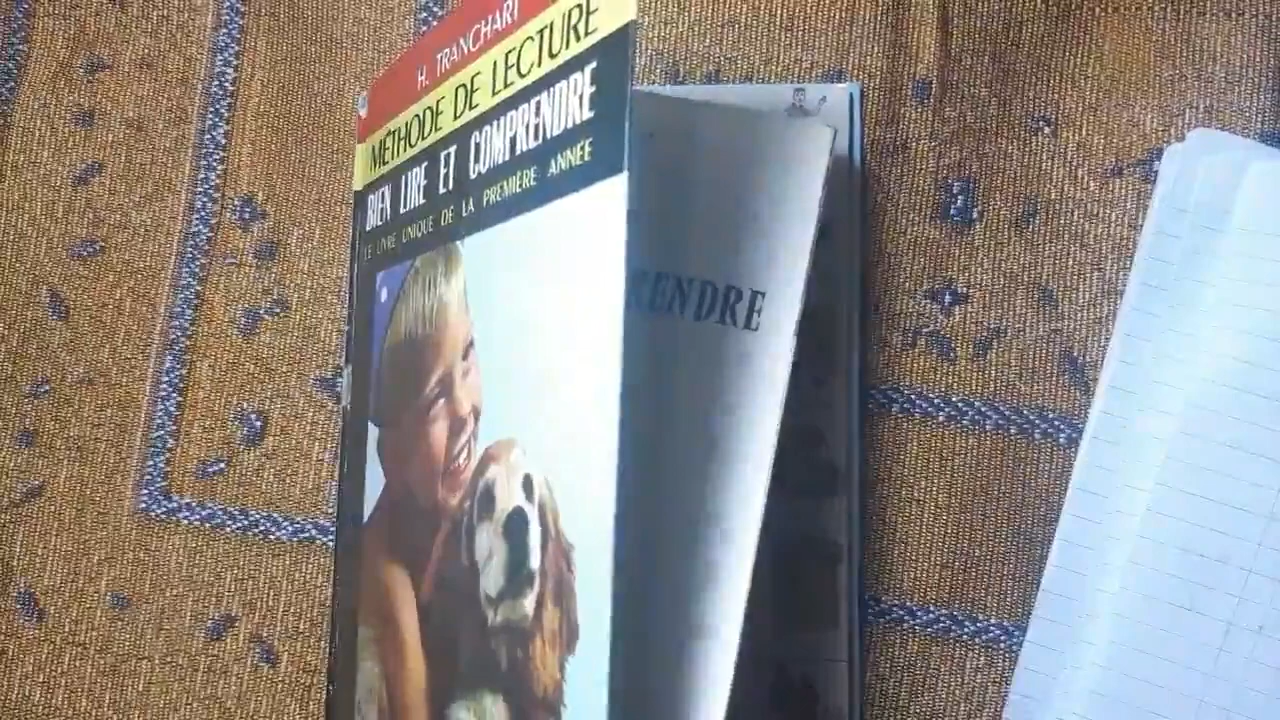 H. TRANCHART
MÉTHODE DE LECTURE
BIEN LIRE ET COMPRENDRE
LE LIVRE UNIQUE DE LA PREMIÈRE ANNÉE
RENDRE